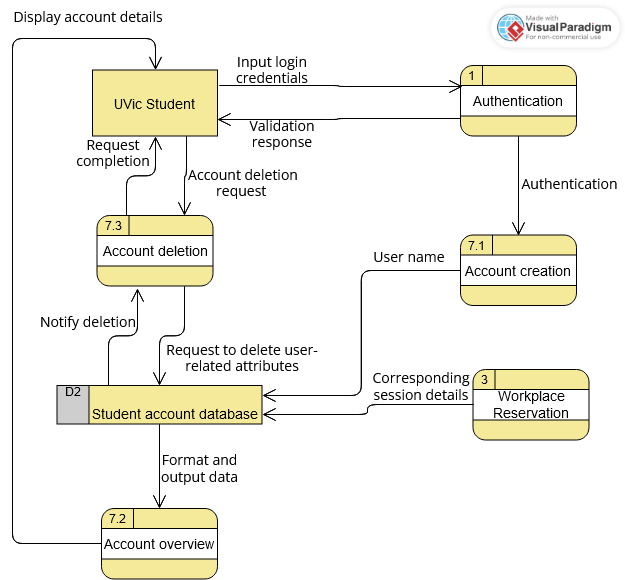 Display account details
Made with
VisualParadigm
For non-commercial use
Input login
credentials
1
Authentication
UVic Student
Validation
response
Request
completion
Account deletion
request
Authentication
7.3
Account deletion
7.1
Account creation
User name
Notify deletion
Request to delete user-
related attributes
Corresponding
session details
3
Workplace
Reservation
D2
Student account database
Format and
output data
7.2
Account overview